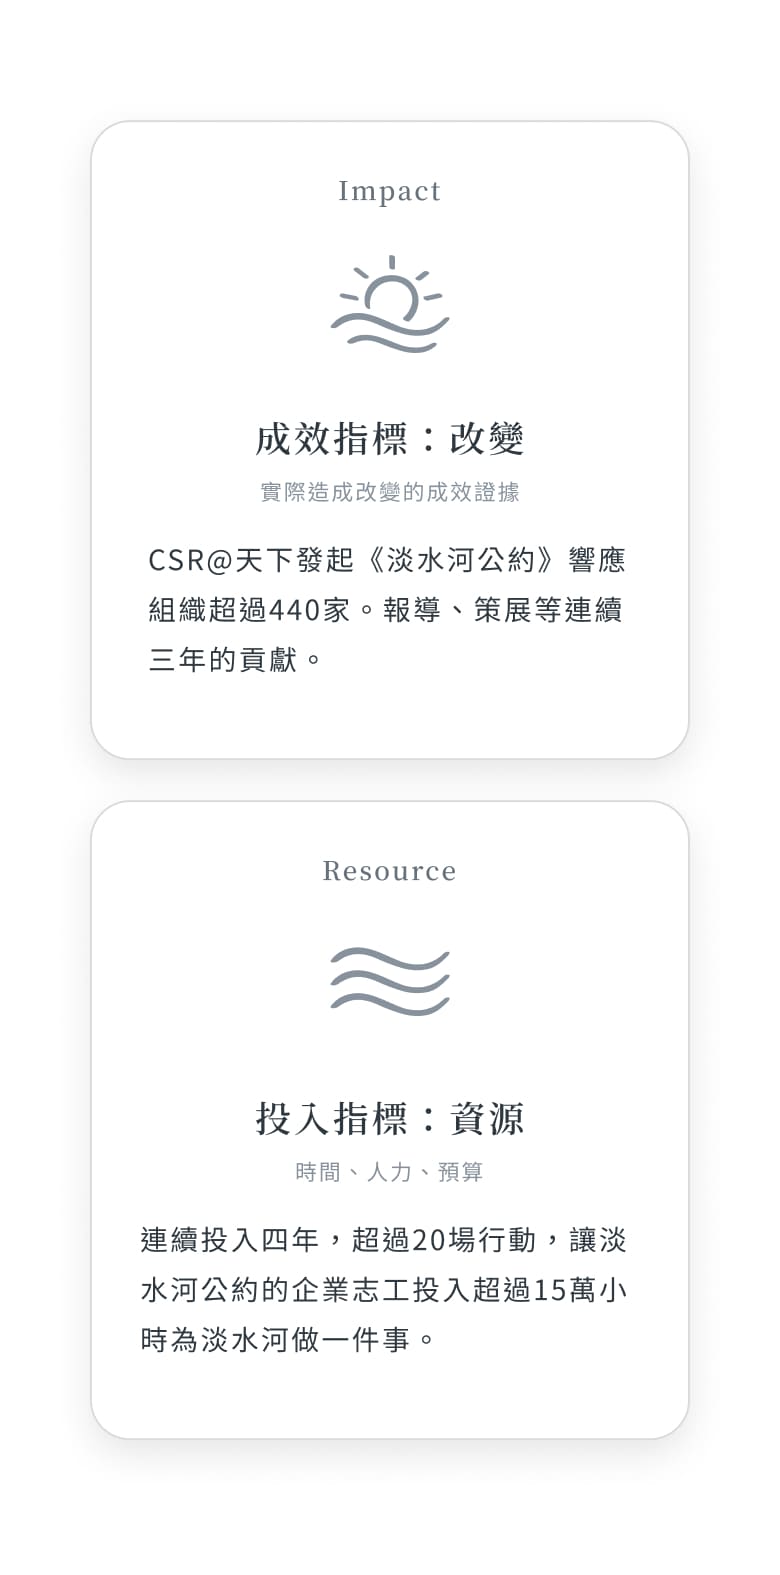 Impact
成效指標：改變
實際造成改變的成效證據
CSR@天下發起《淡水河公約》響應
組織超過440家。報導、策展等連續
三年的貢獻。
Resource
投入指標：資源
時間、人力、預算
連續投入四年，超過20場行動，讓淡
水河公約的企業志工投入超過15萬小
時為淡水河做一件事。